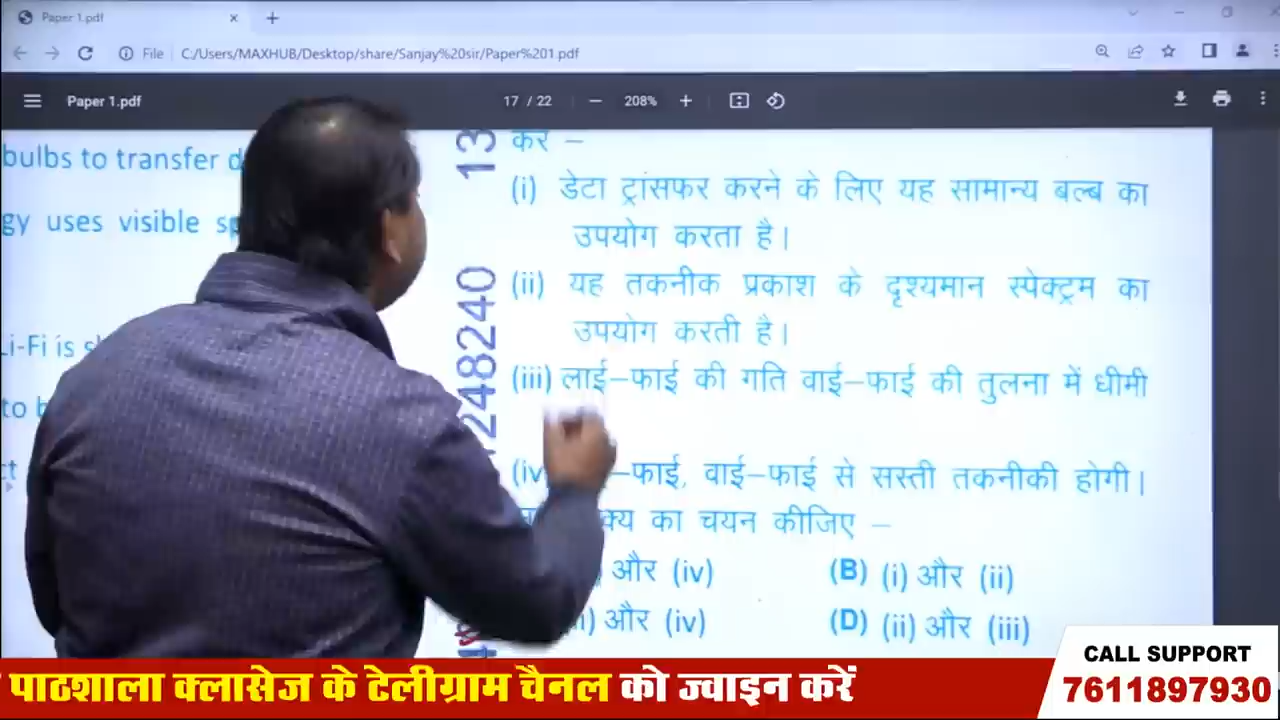 Paper 1.pdf
File C:/Users/MAXHUB/Desktop/share/Sanjay%20sir/Paper%201.pdf
Paper 1.pdf
17 / 22
208%
bulbs to transfer
gy uses visible
Li-Fi is
to
13
248240
कर –
(i) डेटा ट्रांसफर करने के लिए यह सामान्य बल्ब का
उपयोग करता है।
(ii) यह तकनीक प्रकाश के दृश्यमान स्पेक्ट्रम का
उपयोग करती है।
(iii) लाई–फाई की गति वाई–फाई की तुलना में धीमी
–फाई, वाई–फाई से सस्ती तकनीकी होगी।
का चयन कीजिए –
और (iv)
(B) (i) और (ii)
और (iv)
(D) (ii) और (iii)
पाठशाला क्लासेज के टेलीग्राम चैनल को ज्वाइन करें
CALL SUPPORT
7611897930